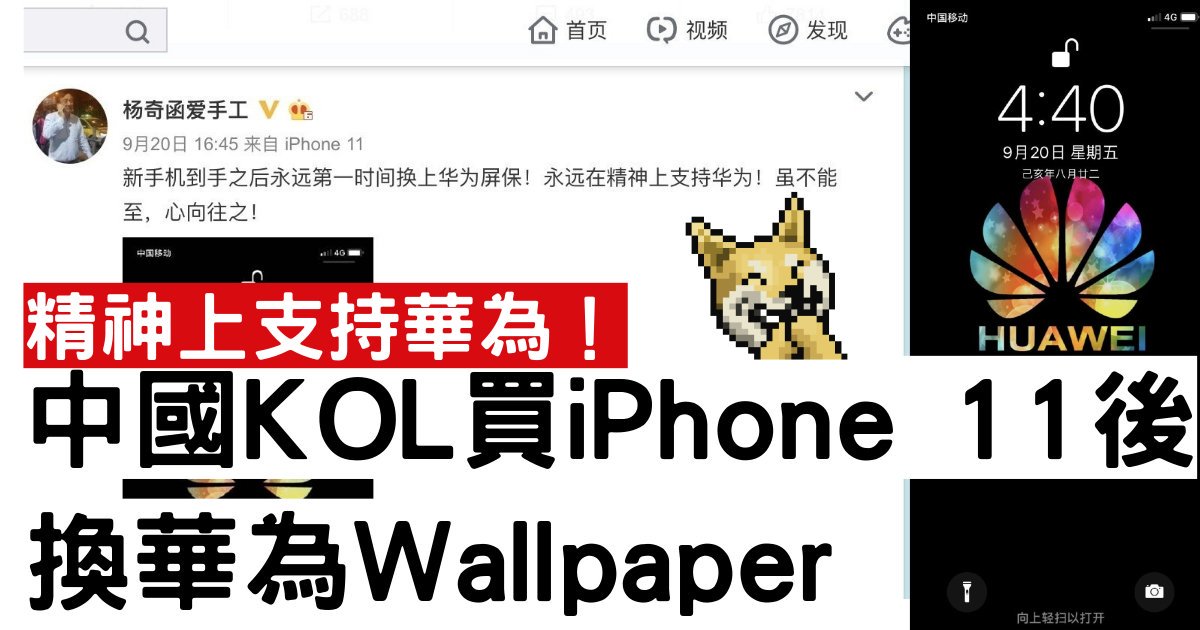 首页 视频 发现
杨奇函爱手工
9月20日 16:45 来自 iPhone 11
新手机到手之后永远第一时间换上华为屏保！永远在精神上支持华为！虽不能
至，心向往之！
中国移动 4G
精神上支持華為！
中國KOL買iPhone 11後
換華為Wallpaper
中国移动 4G
4:40
9月20日 星期五
己亥年八月廿二
HUAWEI
向上轻扫以打开